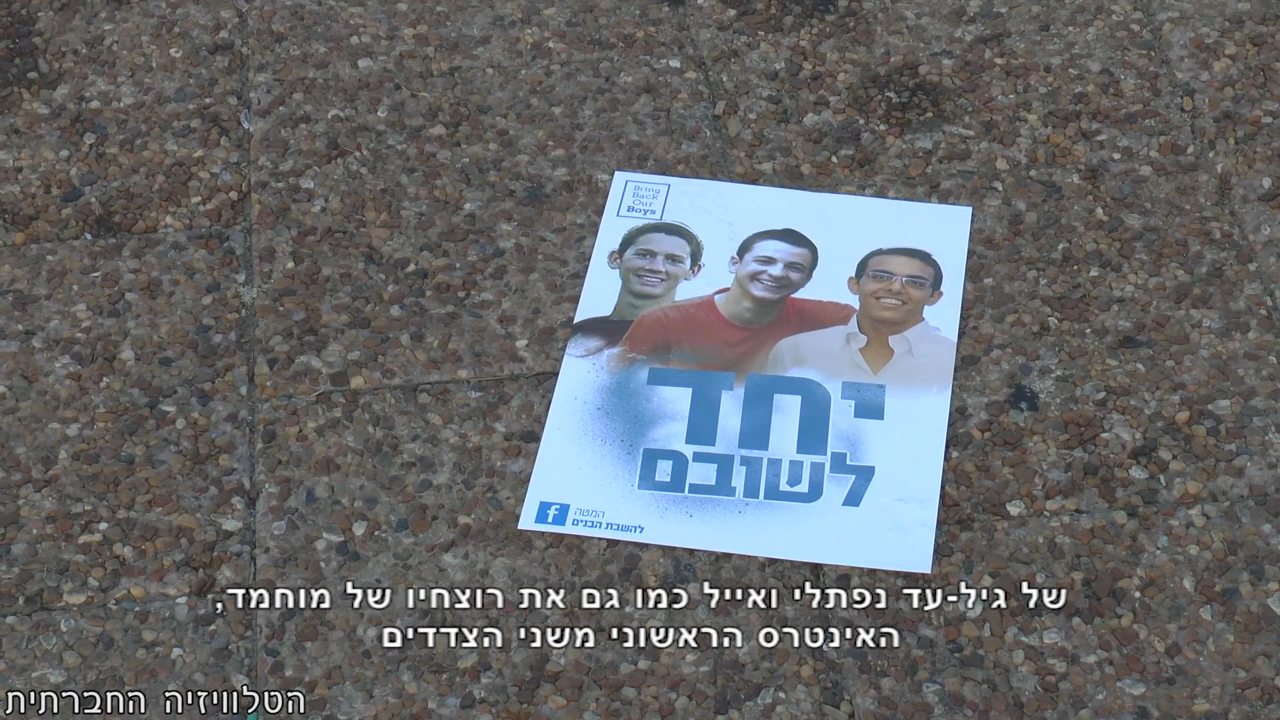 Bring
Back
Our
Boys
יחד
לשובם
f
המטה
להשבת הבנים
של גיל-עד נפתלי ואייל כמו גם את רוצחיו של מוחמד,
האינטרס הראשוני משני הצדדים
הטלוויזיה החברתית